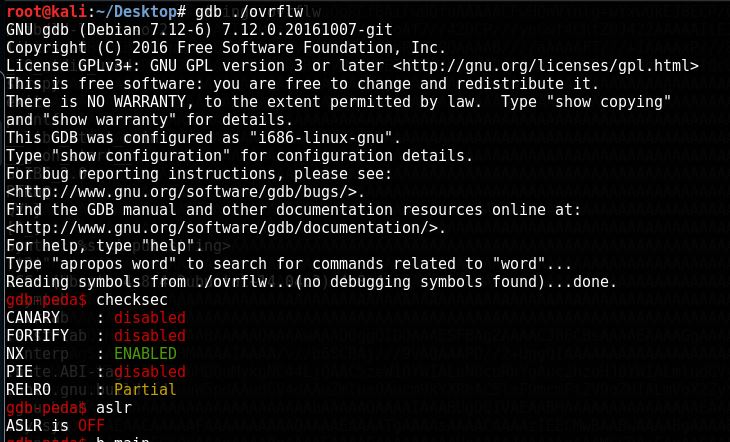 root@kali:~/Desktop# gdb ./ovrflw
GNU gdb (Debian 7.12-6) 7.12.0.20161007-git
Copyright (C) 2016 Free Software Foundation, Inc.
License GPLv3+: GNU GPL version 3 or later <http://gnu.org/licenses/gpl.html>
This is free software: you are free to change and redistribute it.
There is NO WARRANTY, to the extent permitted by law.  Type "show copying"
and "show warranty" for details.
This GDB was configured as "i686-linux-gnu".
Type "show configuration" for configuration details.
For bug reporting instructions, please see:
<http://www.gnu.org/software/gdb/bugs/>.
Find the GDB manual and other documentation resources online at:
<http://www.gnu.org/software/gdb/documentation/>.
For help, type "help".
Type "apropos word" to search for commands related to "word"...
Reading symbols from ./ovrflw...(no debugging symbols found)...done.
gdb-peda$ checksec
CANARY    : disabled
FORTIFY   : disabled
NX        : ENABLED
PIE       : disabled
RELRO     : Partial
gdb-peda$ aslr
ASLR is OFF
gdb-peda$ b main